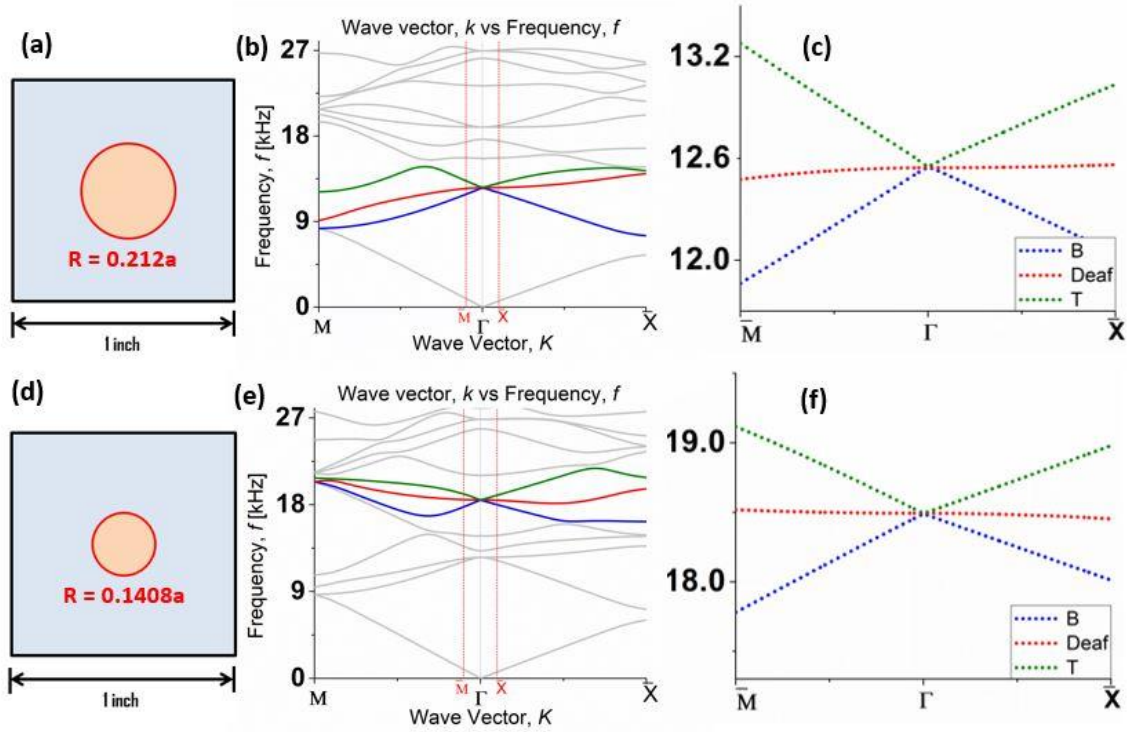 (a)
R = 0.212a
1 inch
(b)
Wave vector, k vs Frequency, f
Frequency, f [kHz]
27
18
9
0
M
M̄
Γ
X̄
X̄
Wave Vector, K
(c)
13.2
12.6
12.0
B
Deaf
T
M̄
Γ
X̄
(d)
R = 0.1408a
1 inch
(e)
Wave vector, k vs Frequency, f
Frequency, f [kHz]
27
18
9
0
M
M̄
Γ
X̄
X̄
Wave Vector, K
(f)
19.0
18.0
B
Deaf
T
M̄
Γ
X̄